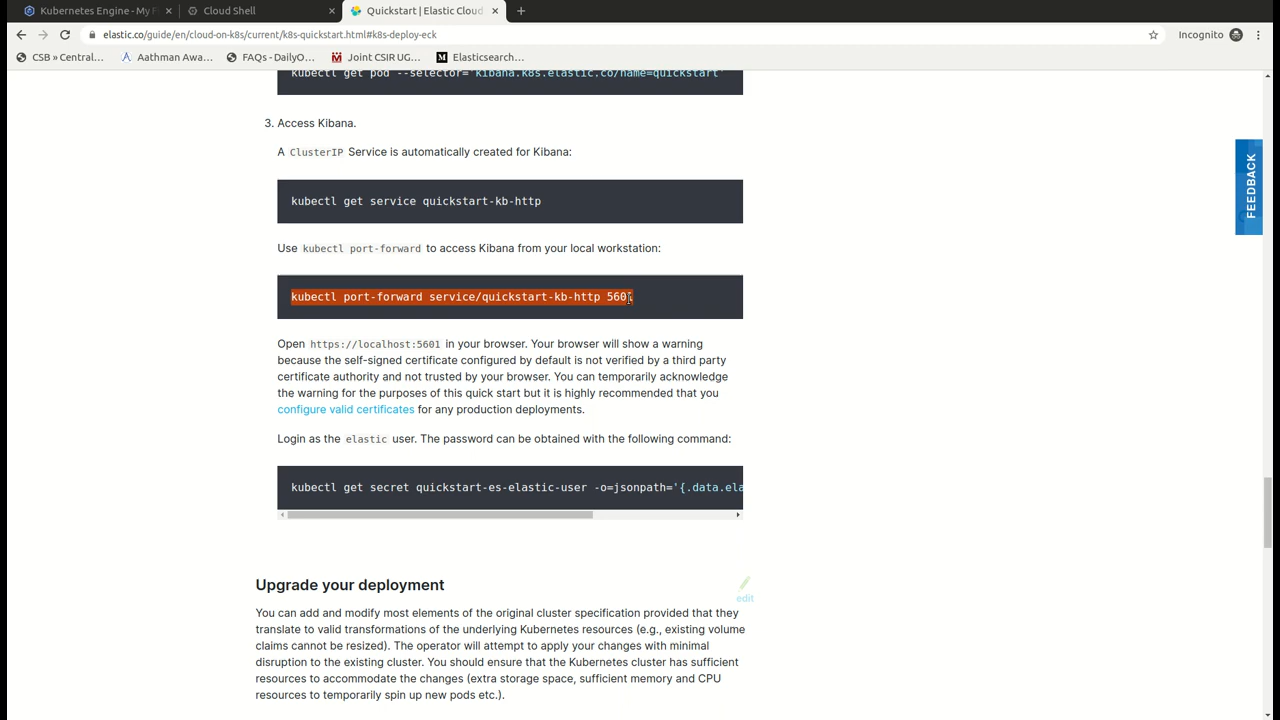 Kubernetes Engine - My F
Cloud Shell
Quickstart | Elastic Cloud
elastic.co/guide/en/cloud-on-k8s/current/k8s-quickstart.html#k8s-deploy-eck
Incognito
CSB » Central…
Aathman Awa…
FAQs - DailyO…
Joint CSIR UG…
Elasticsearch…
kubectl get pod --selector='kibana.k8s.elastic.co/name=quickstart'
3. Access Kibana.
A ClusterIP Service is automatically created for Kibana:
kubectl get service quickstart-kb-http
Use kubectl port-forward to access Kibana from your local workstation:
kubectl port-forward service/quickstart-kb-http 5601
Open https://localhost:5601 in your browser. Your browser will show a warning
because the self-signed certificate configured by default is not verified by a third party
certificate authority and not trusted by your browser. You can temporarily acknowledge
the warning for the purposes of this quick start but it is highly recommended that you
configure valid certificates for any production deployments.
Login as the elastic user. The password can be obtained with the following command:
kubectl get secret quickstart-es-elastic-user -o=jsonpath='{.data.ela
Upgrade your deployment
edit
You can add and modify most elements of the original cluster specification provided that they
translate to valid transformations of the underlying Kubernetes resources (e.g., existing volume
claims cannot be resized). The operator will attempt to apply your changes with minimal
disruption to the existing cluster. You should ensure that the Kubernetes cluster has sufficient
resources to accommodate the changes (extra storage space, sufficient memory and CPU
resources to temporarily spin up new pods etc.).
FEEDBACK